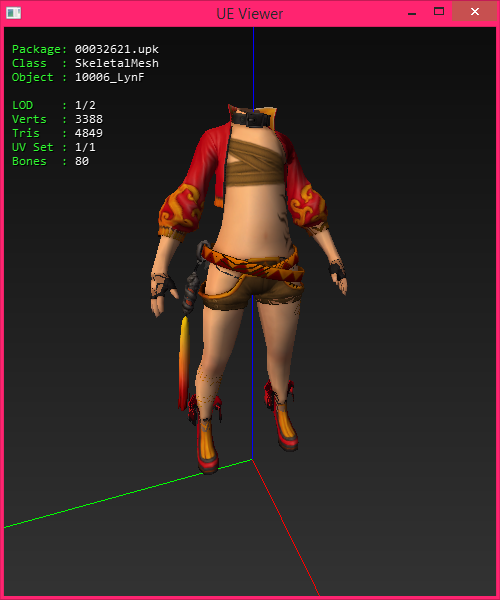 UE Viewer
Package: 00032621.upk
Class  : SkeletalMesh
Object : 10006_LynF
LOD    : 1/2
Verts  : 3388
Tris   : 4849
UV Set : 1/1
Bones  : 80